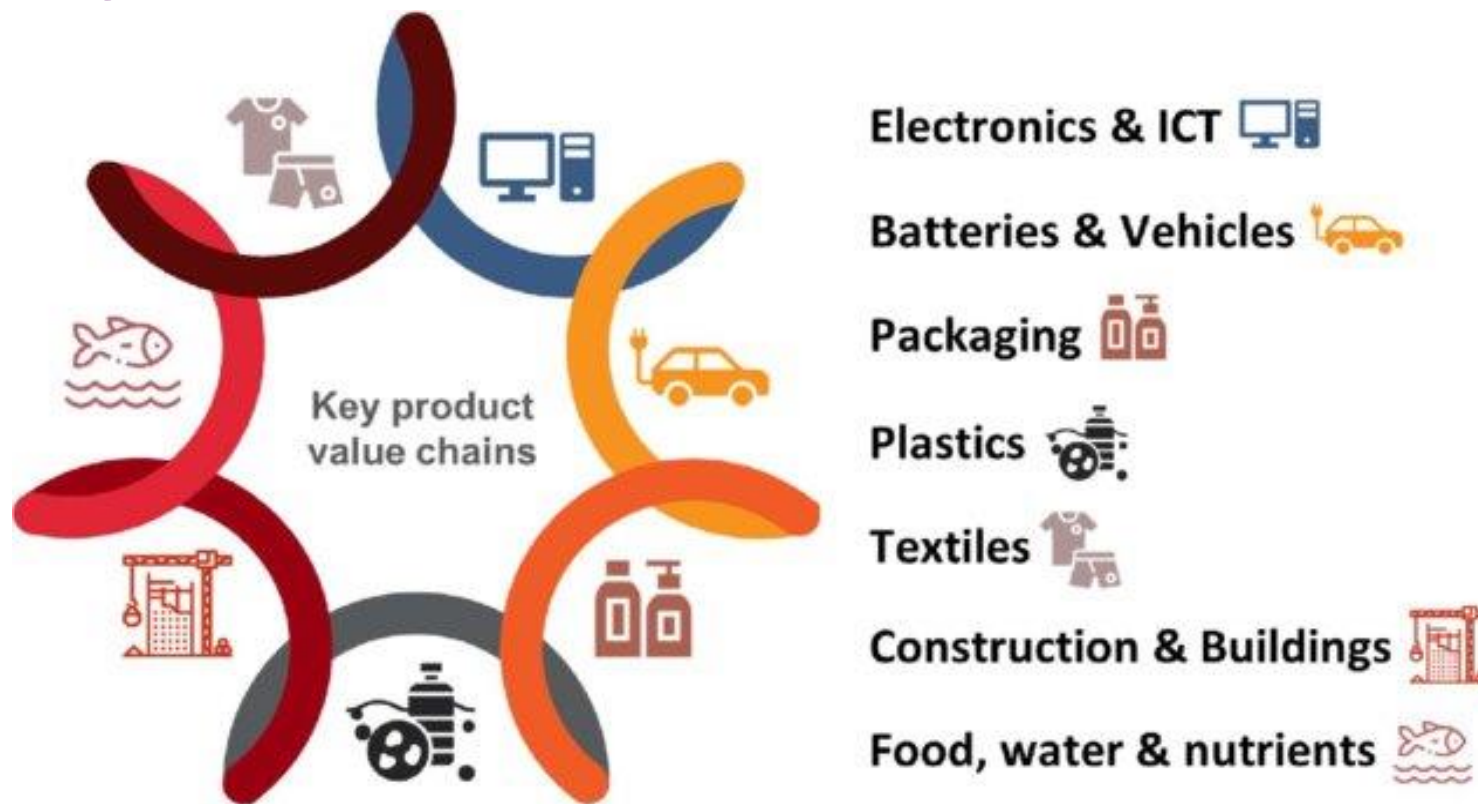 Key product
value chains
Electronics & ICT
Batteries & Vehicles
Packaging
Plastics
Textiles
Construction & Buildings
Food, water & nutrients